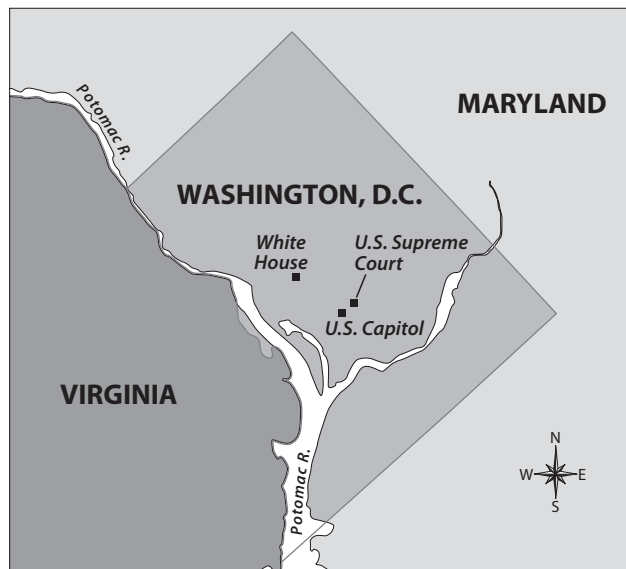 Potomac R.
MARYLAND
WASHINGTON, D.C.
White
House
U.S. Supreme
Court
U.S. Capitol
VIRGINIA
Potomac R.
N
W
E
S